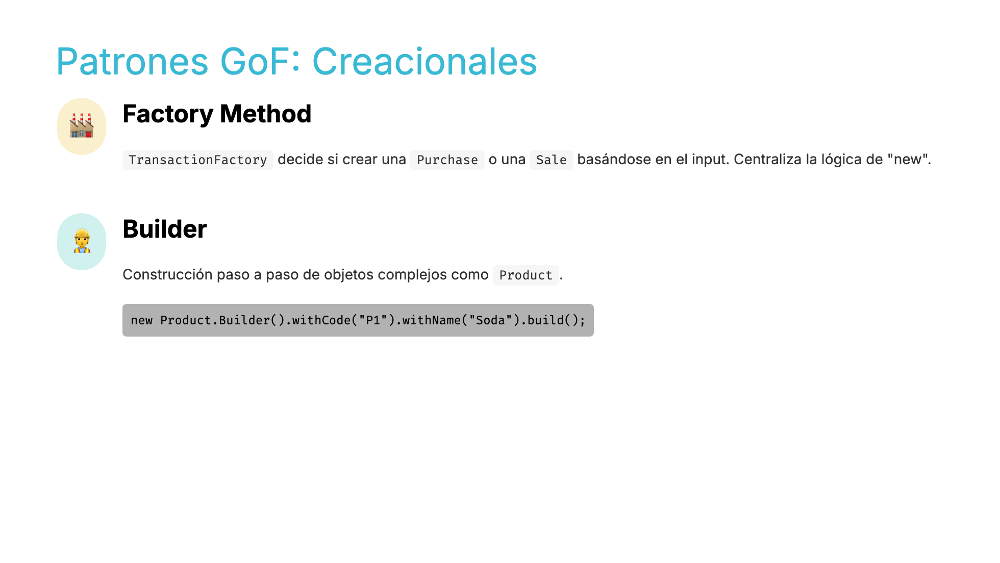 Patrones GoF: Creacionales
Factory Method
TransactionFactory decide si crear una Purchase o una Sale basándose en el input. Centraliza la lógica de "new".
Builder
Construcción paso a paso de objetos complejos como Product.
new Product.Builder().withCode("P1").withName("Soda").build();